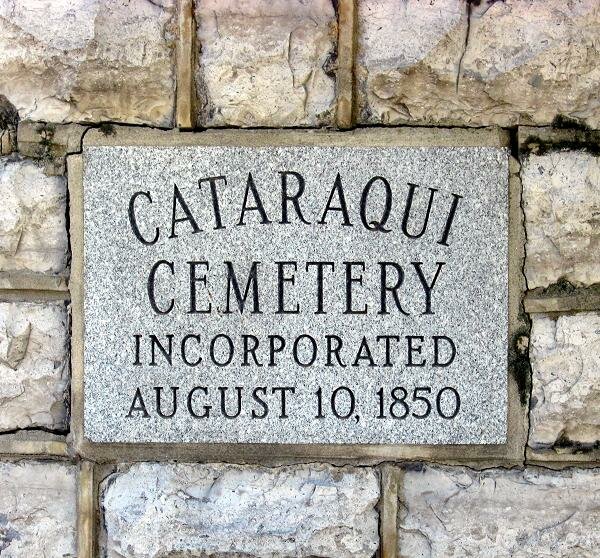 CATARAQUI
CEMETERY
INCORPORATED
AUGUST 10, 1850